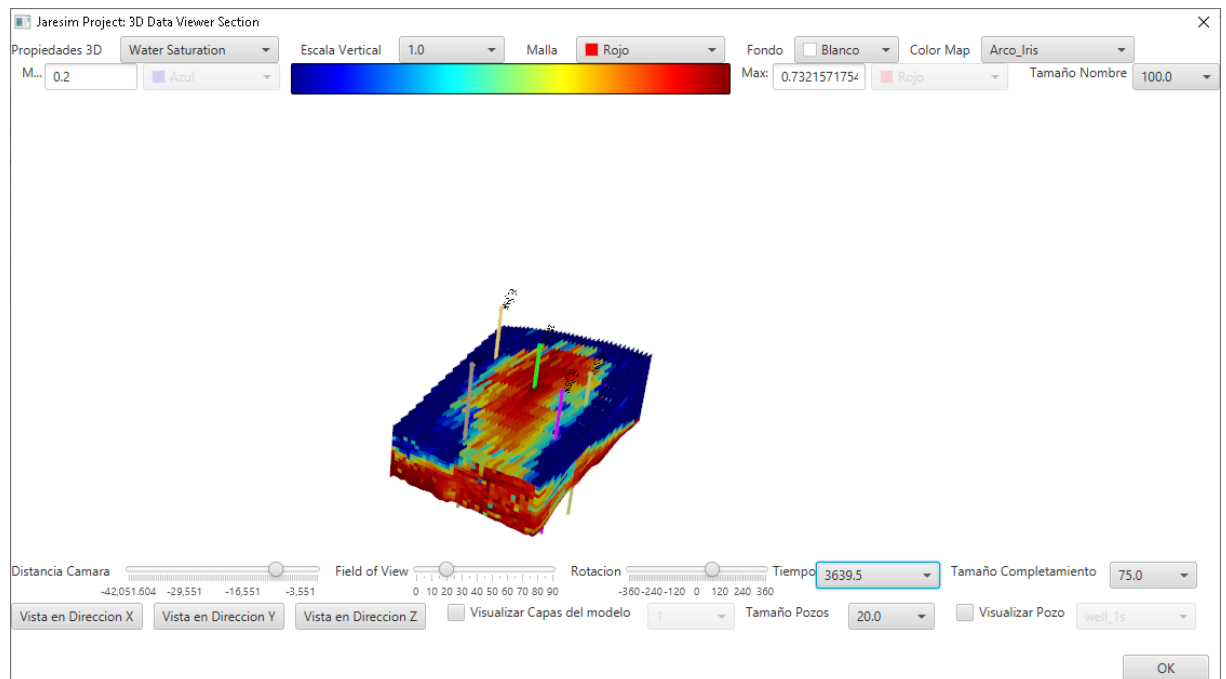 Jaresim Project: 3D Data Viewer Section
Propiedades 3D Water Saturation Escala Vertical 1.0 Malla Rojo Fondo Blanco Color Map Arco_Iris
M... 0.2 Azul Max: 0.7321571754 Rojo Tamaño Nombre 100.0
Distancia Camara Field of View Rotacion Tiempo 3639.5 Tamaño Completamiento 75.0
-42,051.604 -29,551 -16,551 -3,551 0 10 20 30 40 50 60 70 80 90 -360-240-120 0 120 240 360
Vista en Direccion X Vista en Direccion Y Vista en Direccion Z Visualizar Capas del modelo 1 Tamaño Pozos 20.0 Visualizar Pozo well_1s
OK